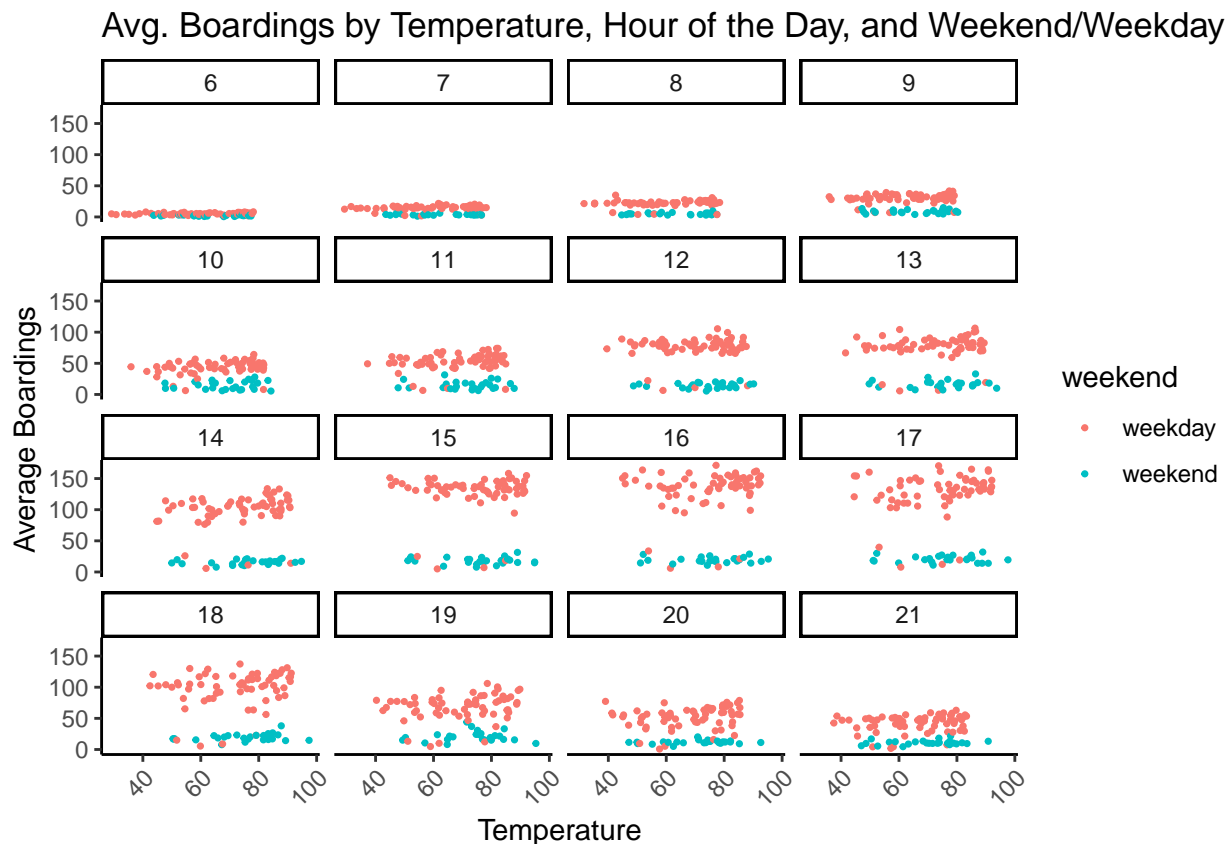 Avg. Boardings by Temperature, Hour of the Day, and Weekend/Weekday
6 7 8 9
150
100
50
0
10 11 12 13
150
100
50
0
14 15 16 17
150
100
50
0
18 19 20 21
150
100
50
0
40 60 80 100 40 60 80 100 40 60 80 100 40 60 80 100
Temperature
Average Boardings
weekend
weekday
weekend